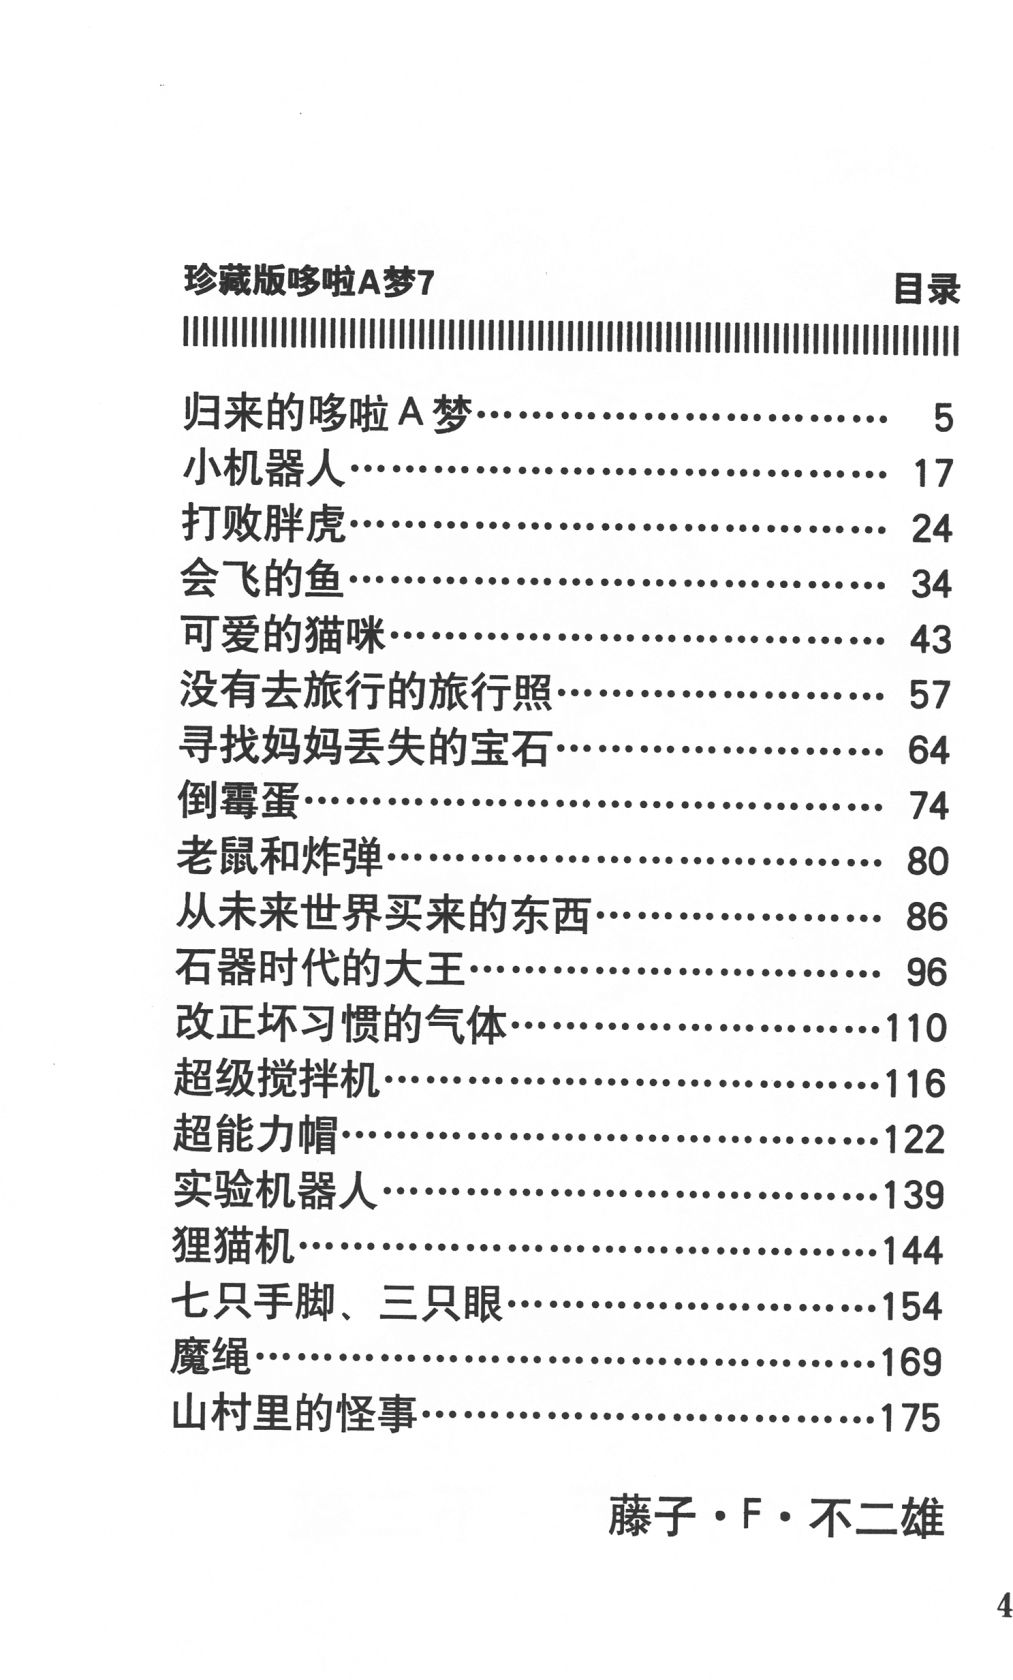 珍藏版哆啦A梦7 目录
归来的哆啦A梦…………………………… 5
小机器人…………………………………… 17
打败胖虎…………………………………… 24
会飞的鱼…………………………………… 34
可爱的猫咪………………………………… 43
没有去旅行的旅行照……………………… 57
寻找妈妈丢失的宝石……………………… 64
倒霉蛋……………………………………… 74
老鼠和炸弹………………………………… 80
从未来世界买来的东西…………………… 86
石器时代的大王…………………………… 96
改正坏习惯的气体…………………………110
超级搅拌机…………………………………116
超能力帽……………………………………122
实验机器人…………………………………139
狸猫机………………………………………144
七只手脚、三只眼…………………………154
魔绳…………………………………………169
山村里的怪事………………………………175
藤子·F·不二雄
4